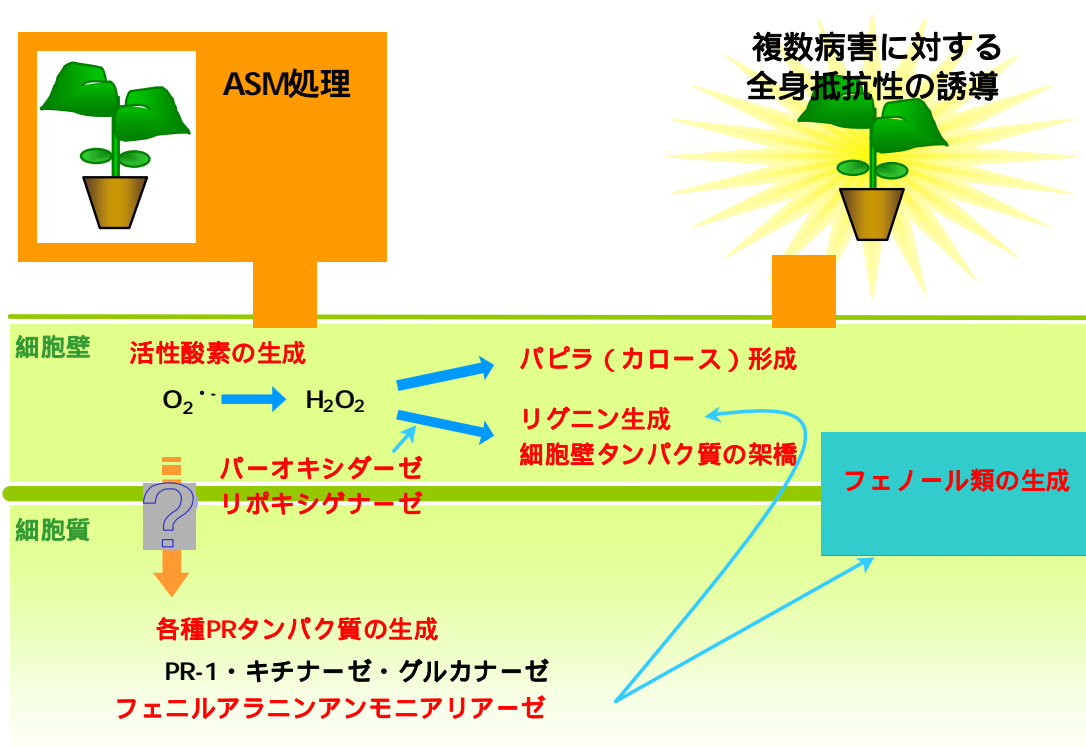 ASM処理
複数病害に対する
全身抵抗性の誘導
細胞壁
活性酸素の生成
O₂˙⁻
H₂O₂
パピラ（カロース）形成
リグニン生成
細胞壁タンパク質の架橋
パーオキシダーゼ
リポキシゲナーゼ
フェノール類の生成
?
細胞質
各種PRタンパク質の生成
PR-1・キチナーゼ・グルカナーゼ
フェニルアラニンアンモニアリアーゼ